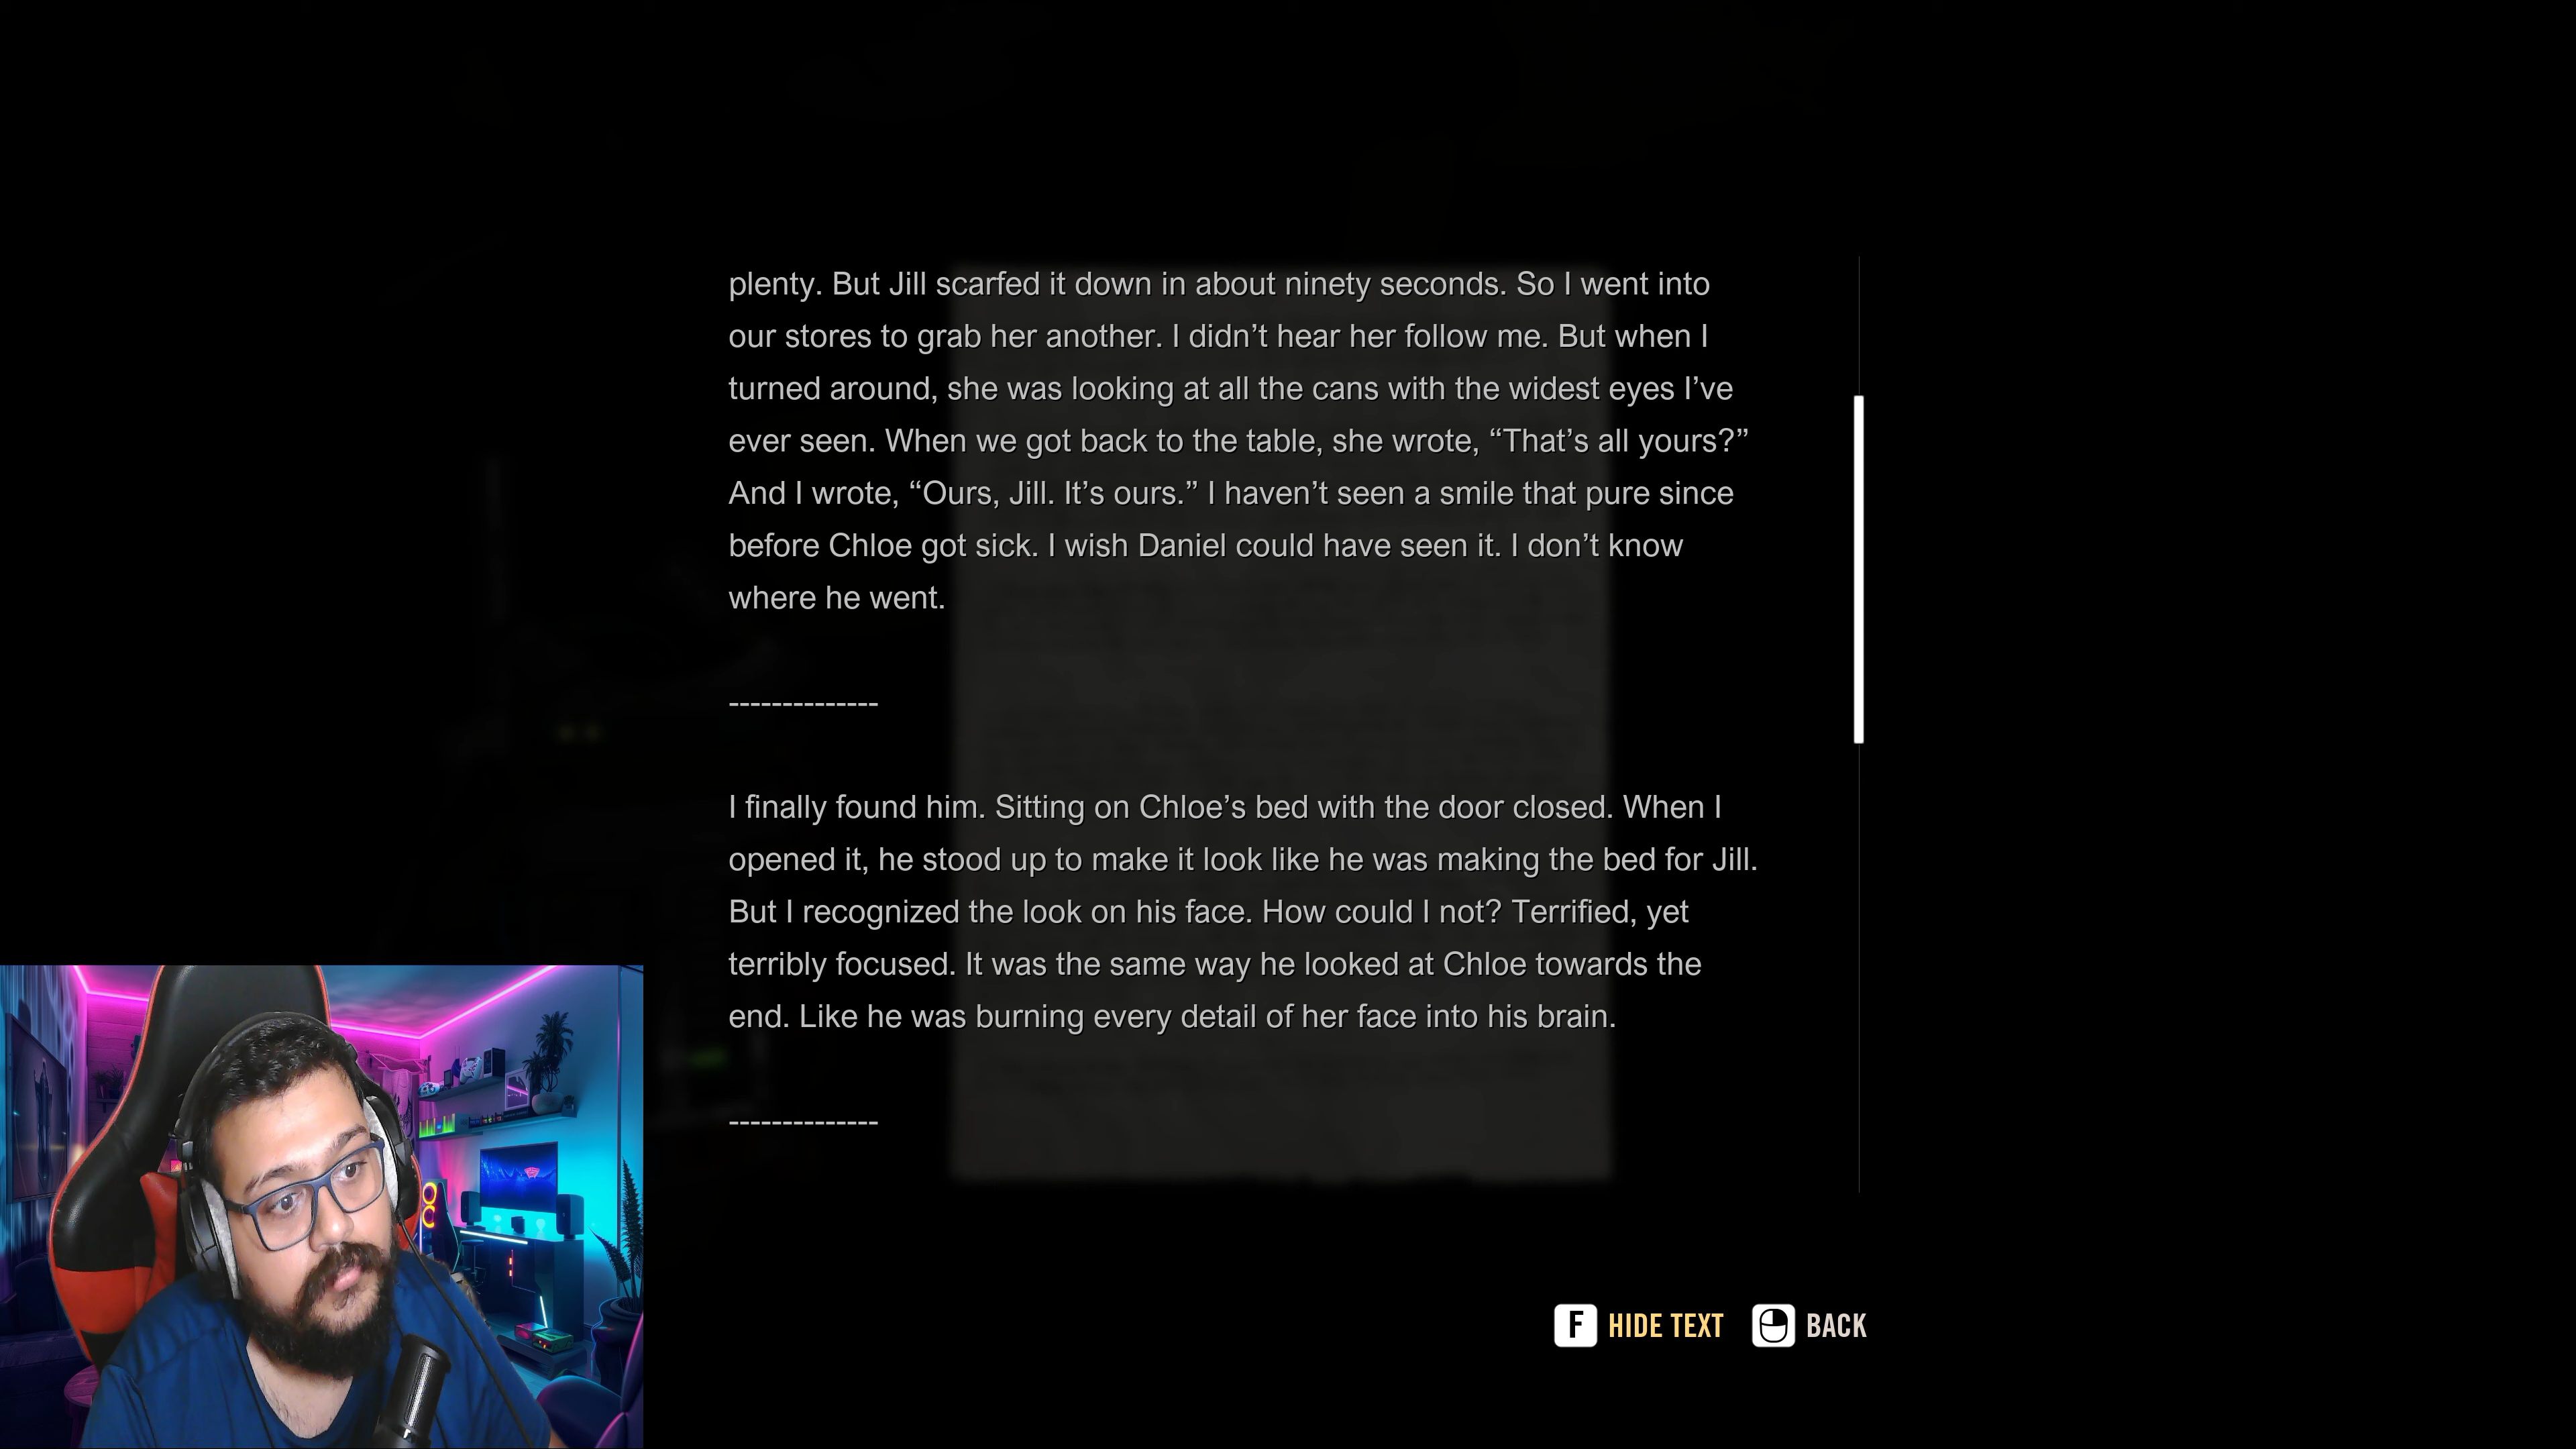 plenty. But Jill scarfed it down in about ninety seconds. So I went into
our stores to grab her another. I didn’t hear her follow me. But when I
turned around, she was looking at all the cans with the widest eyes I’ve
ever seen. When we got back to the table, she wrote, “That’s all yours?”
And I wrote, “Ours, Jill. It’s ours.” I haven’t seen a smile that pure since
before Chloe got sick. I wish Daniel could have seen it. I don’t know
where he went.
--------------
I finally found him. Sitting on Chloe’s bed with the door closed. When I
opened it, he stood up to make it look like he was making the bed for Jill.
But I recognized the look on his face. How could I not? Terrified, yet
terribly focused. It was the same way he looked at Chloe towards the
end. Like he was burning every detail of her face into his brain.
--------------
F HIDE TEXT BACK